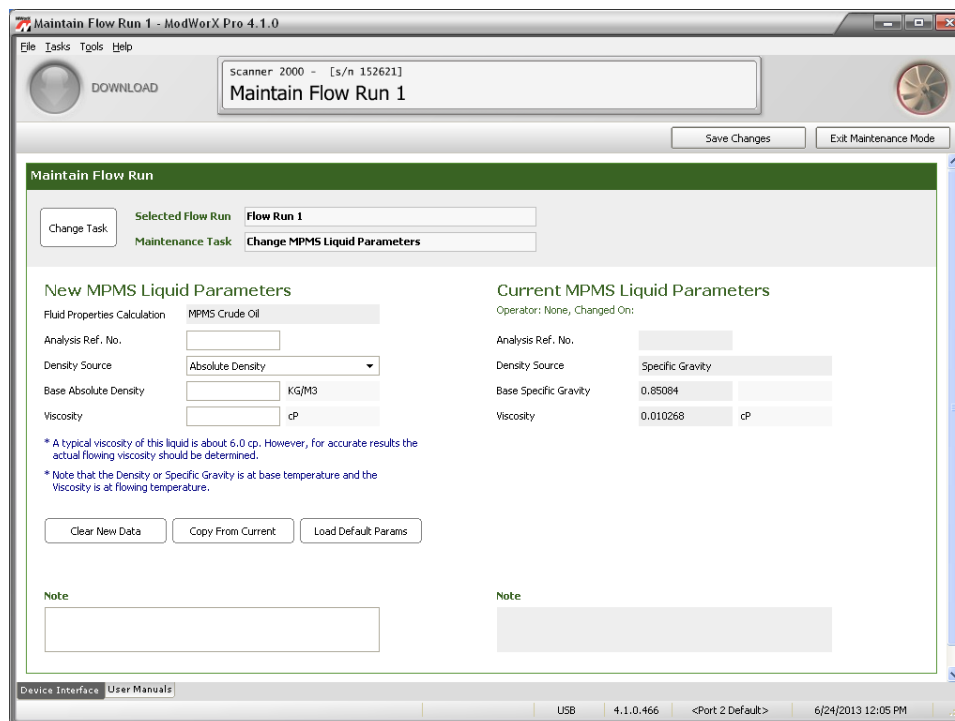 Maintain Flow Run 1 - ModWorX Pro 4.1.0
File Tasks Tools Help
DOWNLOAD
Scanner 2000 - [s/n 152621]
Maintain Flow Run 1
Save Changes
Exit Maintenance Mode
Maintain Flow Run
Change Task
Selected Flow Run Flow Run 1
Maintenance Task Change MPMS Liquid Parameters
New MPMS Liquid Parameters
Fluid Properties Calculation MPMS Crude Oil
Analysis Ref. No.
Density Source Absolute Density
Base Absolute Density KG/M3
Viscosity cP
* A typical viscosity of this liquid is about 6.0 cp. However, for accurate results the
actual flowing viscosity should be determined.
* Note that the Density or Specific Gravity is at base temperature and the
Viscosity is at flowing temperature.
Clear New Data Copy From Current Load Default Params
Note
Current MPMS Liquid Parameters
Operator: None, Changed On:
Analysis Ref. No.
Density Source Specific Gravity
Base Specific Gravity 0.85084
Viscosity 0.010268 cP
Note
Device Interface User Manuals
USB 4.1.0.466 <Port 2 Default> 6/24/2013 12:05 PM